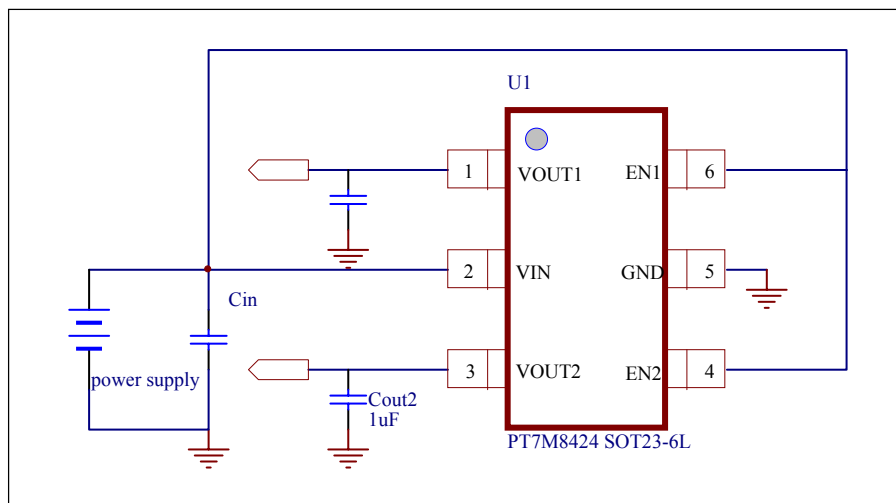 U1
1
VOUT1
EN1
6
2
VIN
GND
5
Cin
3
VOUT2
EN2
4
power supply
Cout2
1uF
PT7M8424 SOT23-6L